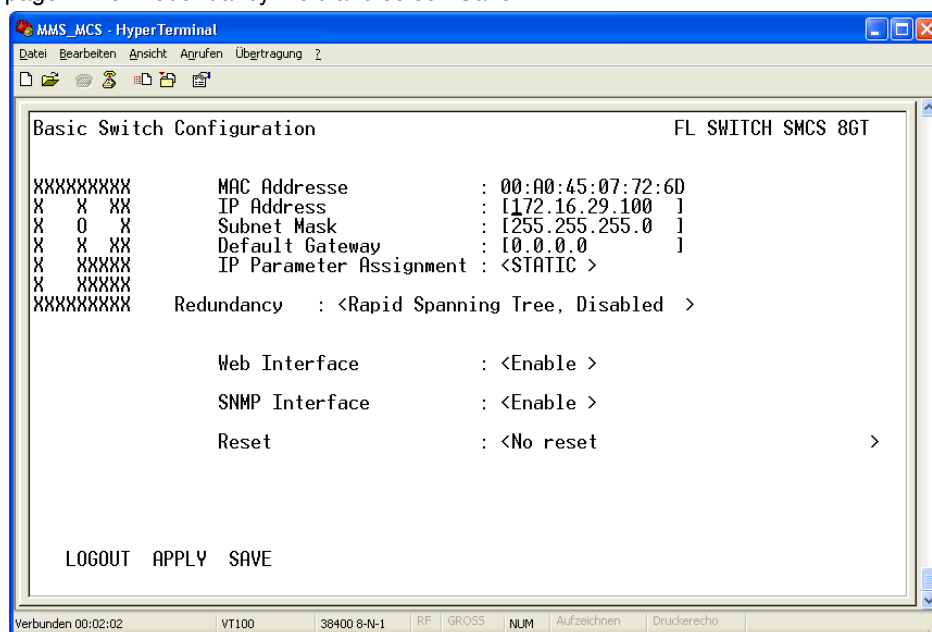 MMS_MCS - HyperTerminal
Datei Bearbeiten Ansicht Anrufen Übertragung ?
Basic Switch Configuration FL SWITCH SMCS 8GT
XXXXXXXXX MAC Addresse : 00:A0:45:07:72:6D
X X XX IP Address : [172.16.29.100 ]
X O X Subnet Mask : [255.255.255.0 ]
X X XX Default Gateway : [0.0.0.0 ]
X XXXXX IP Parameter Assignment : <STATIC >
X XXXXX
XXXXXXXXX Redundancy : <Rapid Spanning Tree, Disabled >
Web Interface : <Enable >
SNMP Interface : <Enable >
Reset : <No reset >
LOGOUT APPLY SAVE
Verbunden 00:02:02 VT100 38400 8-N-1 RF GROSS NUM Aufzeichnen Druckerecho